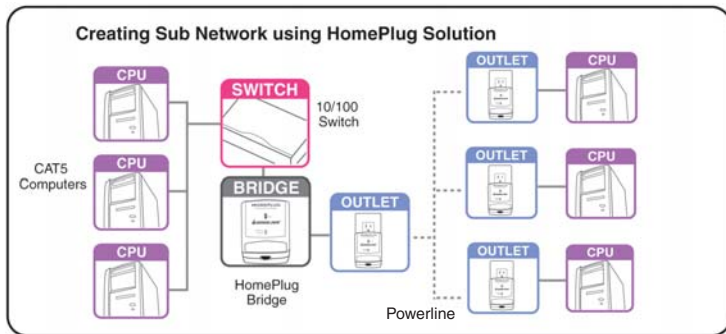 Creating Sub Network using HomePlug Solution
CPU
SWITCH
10/100
Switch
OUTLET
CPU
CAT5
Computers
CPU
BRIDGE
HOMEPLUG
OUTLET
OUTLET
CPU
CPU
HomePlug
Bridge
OUTLET
CPU
Powerline